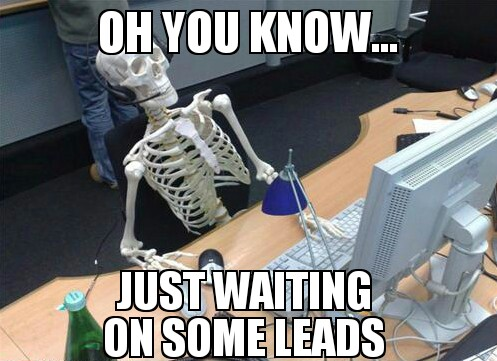 OH YOU KNOW...
JUST WAITING
ON SOME LEADS